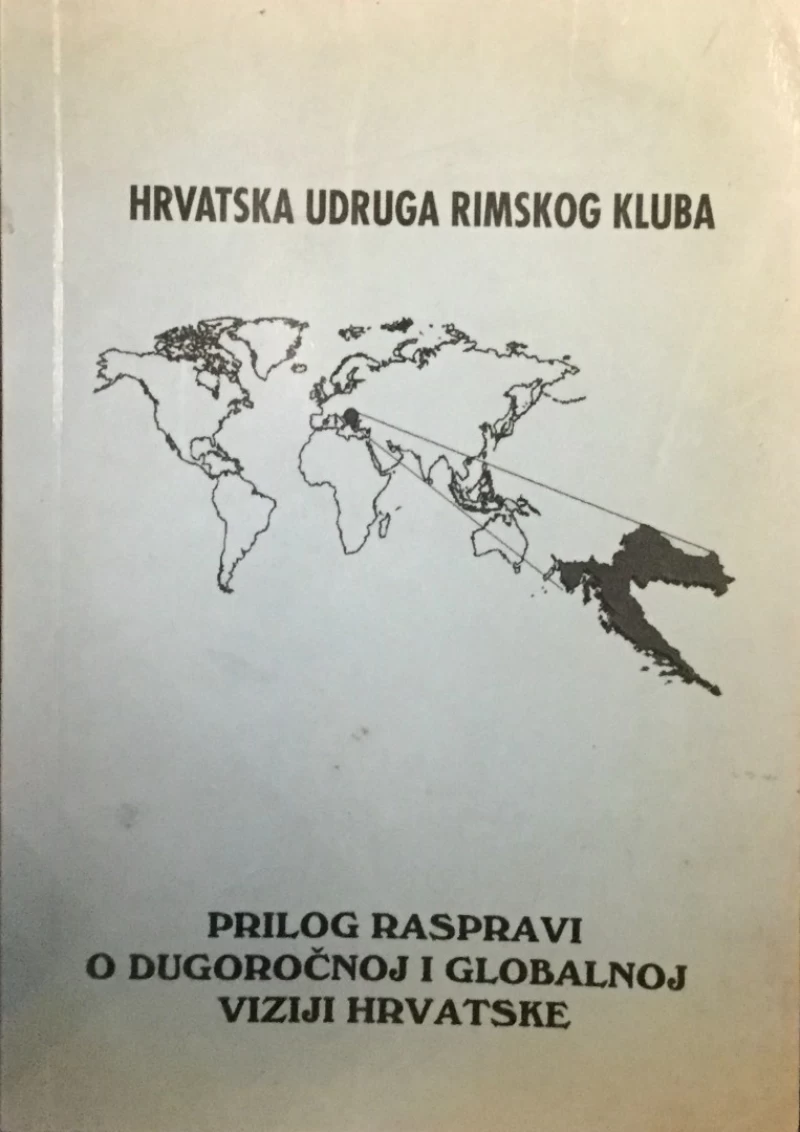 HRVATSKA UDRUGA RIMSKOG KLUBA
PRILOG RASPRAVI
O DUGOROČNOJ I GLOBALNOJ
VIZIJI HRVATSKE